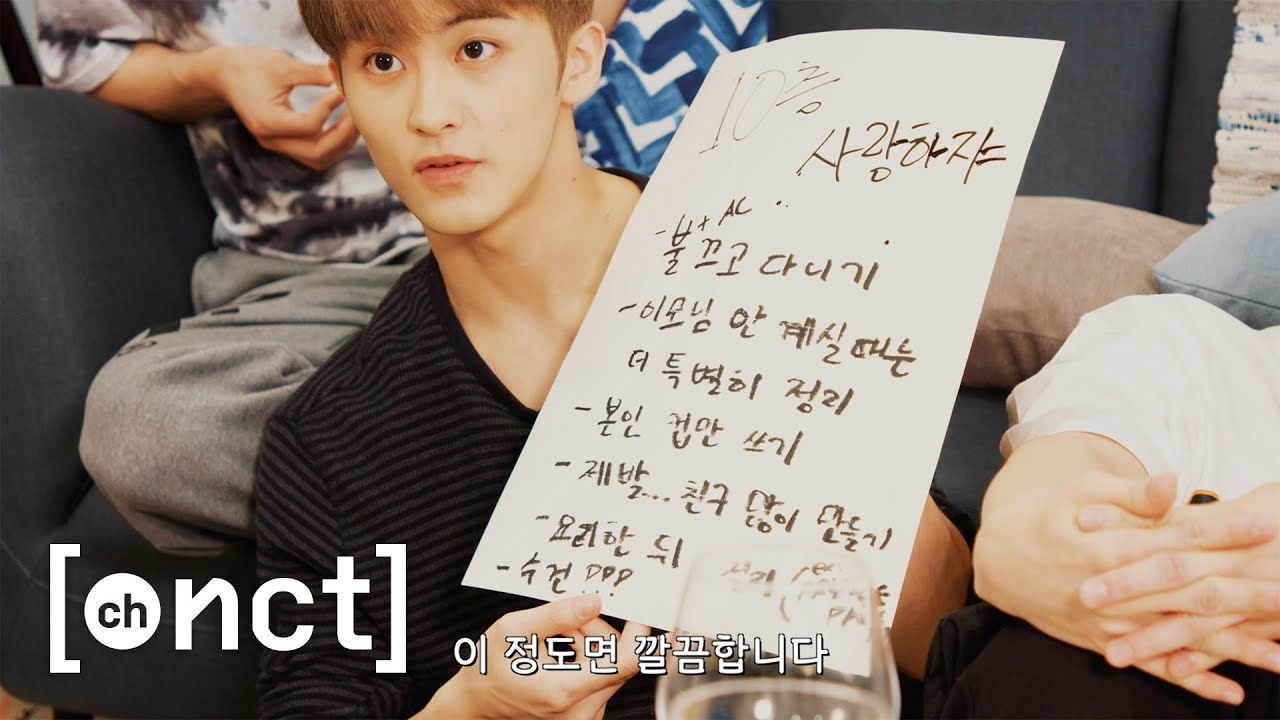 10층
사랑하자
- 불 + AC 끄고 다니기
- 이모님 안 계실때는
더 특별히 정리
- 본인 컵만 쓰기
- 제발... 친구 많이 만들기
- 요리한 뒤
- 수건 ???
[ch nct]
이 정도면 깔끔합니다